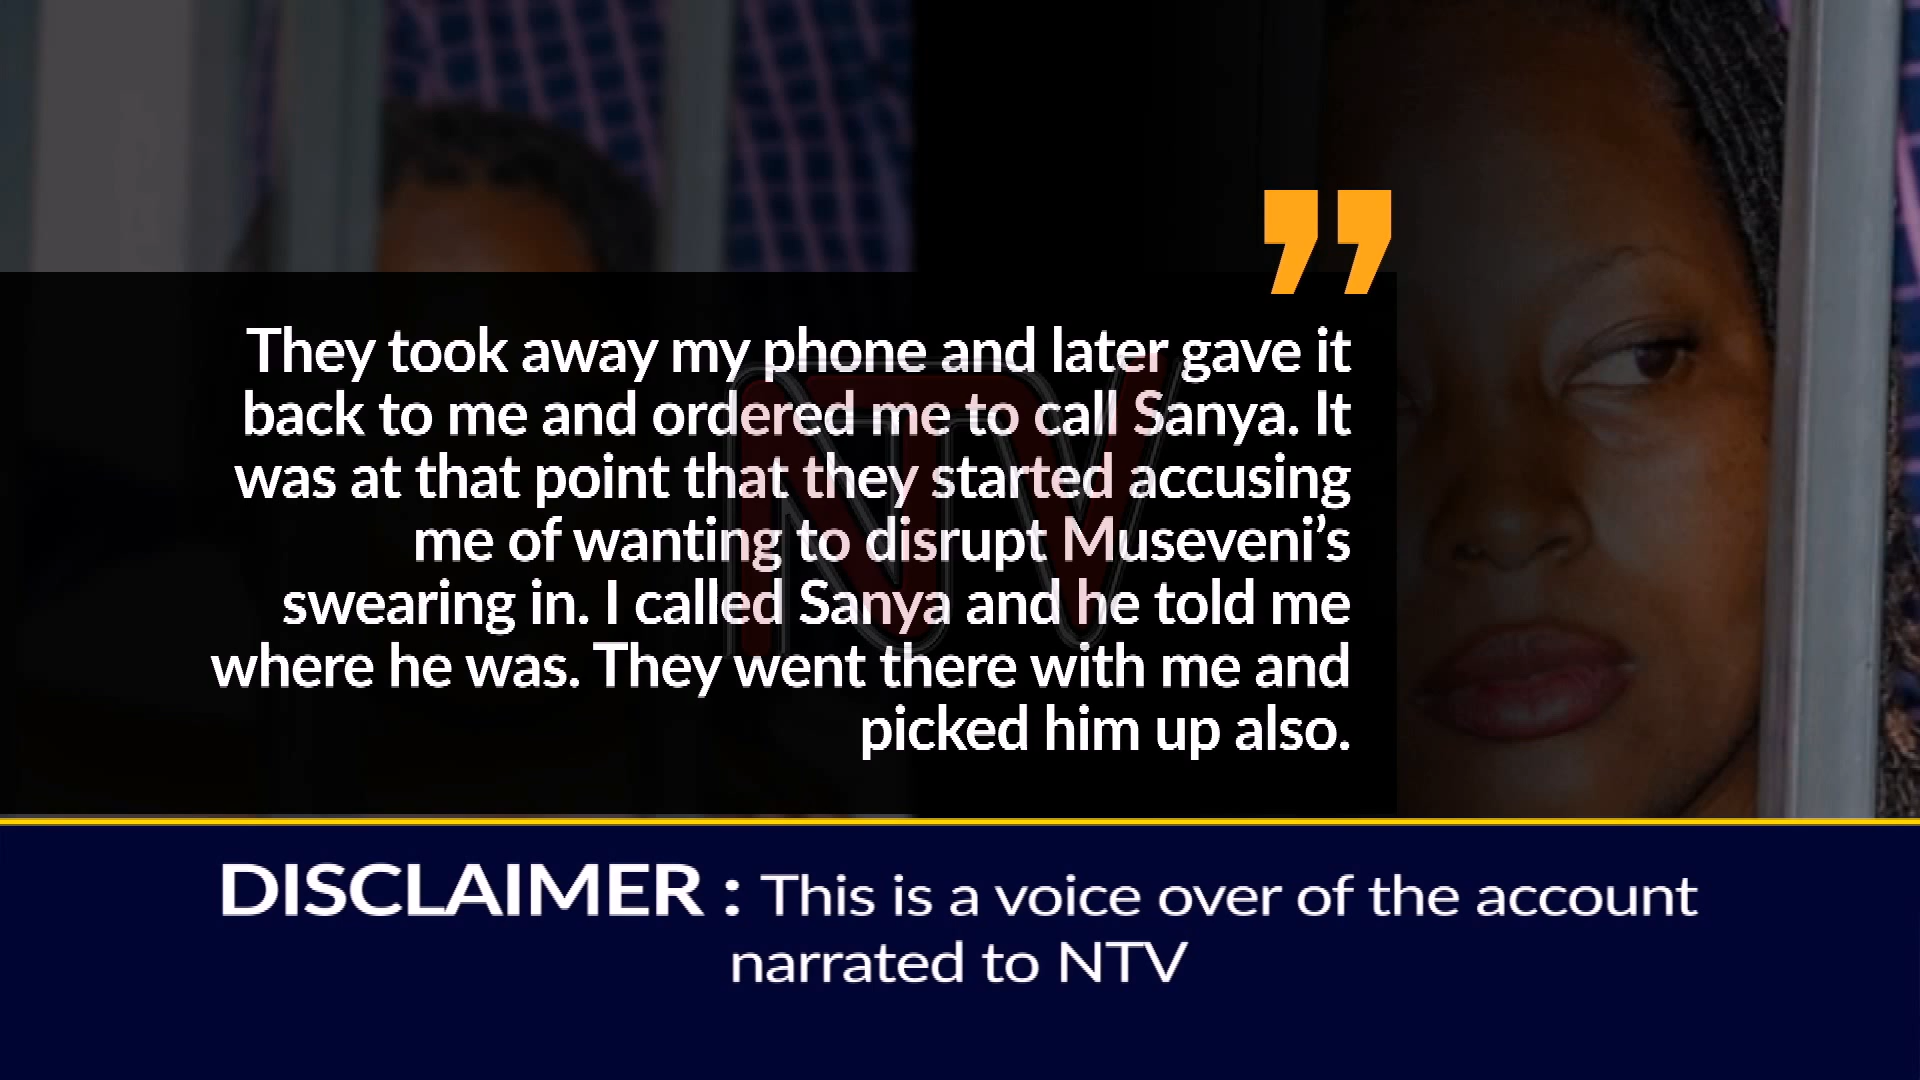 ”
They took away my phone and later gave it
back to me and ordered me to call Sanya. It
was at that point that they started accusing
me of wanting to disrupt Museveni’s
swearing in. I called Sanya and he told me
where he was. They went there with me and
picked him up also.
NTV
DISCLAIMER : This is a voice over of the account
narrated to NTV